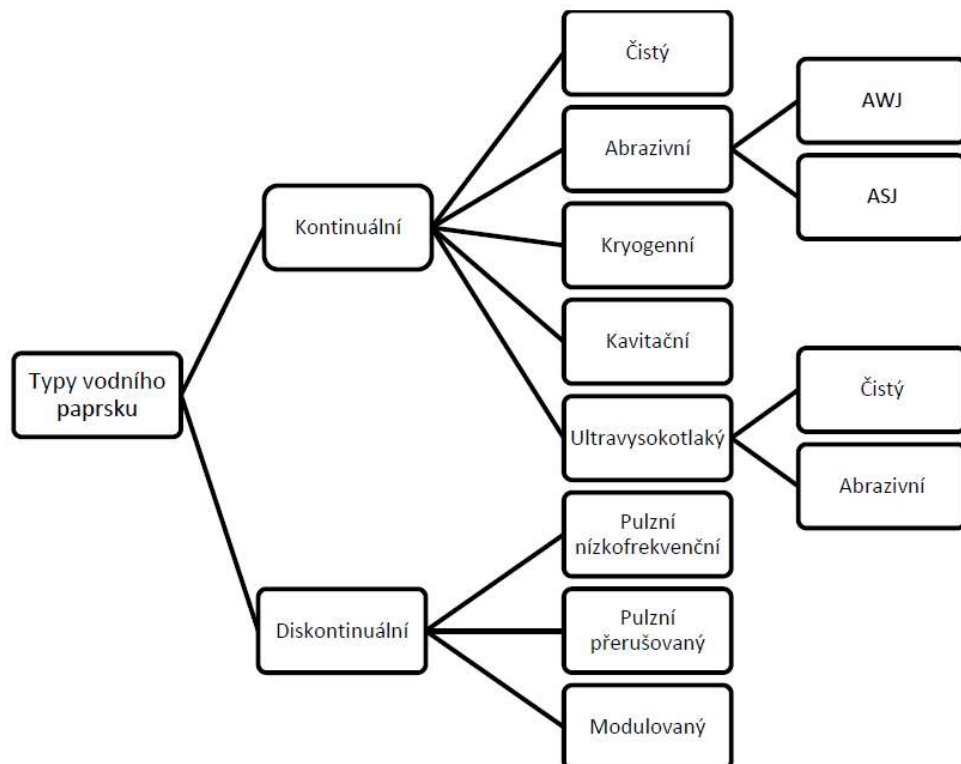 Typy vodního
paprsku
Kontinuální
Čistý
Abrazivní
AWJ
ASJ
Kryogenní
Kavitační
Ultravysokotlaký
Čistý
Abrazivní
Diskontinuální
Pulzní
nízkofrekvenční
Pulzní
přerušovaný
Modulovaný